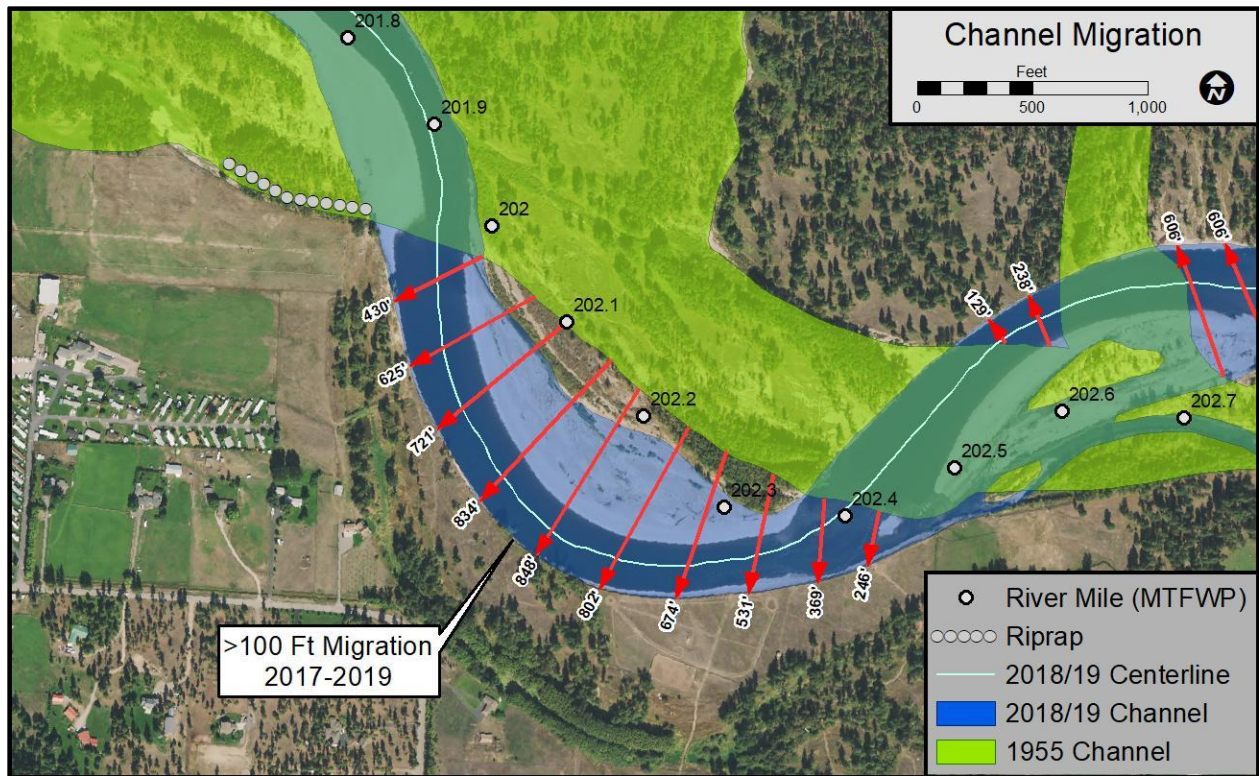 Channel Migration
Feet
0 500 1,000
N
201.8
201.9
202
202.1
202.2
202.3
202.4
202.5
202.6
202.7
430'
625'
721'
834'
848'
802'
674'
531'
369'
246'
129'
238'
606'
606'
>100 Ft Migration
2017-2019
River Mile (MTFWP)
Riprap
2018/19 Centerline
2018/19 Channel
1955 Channel